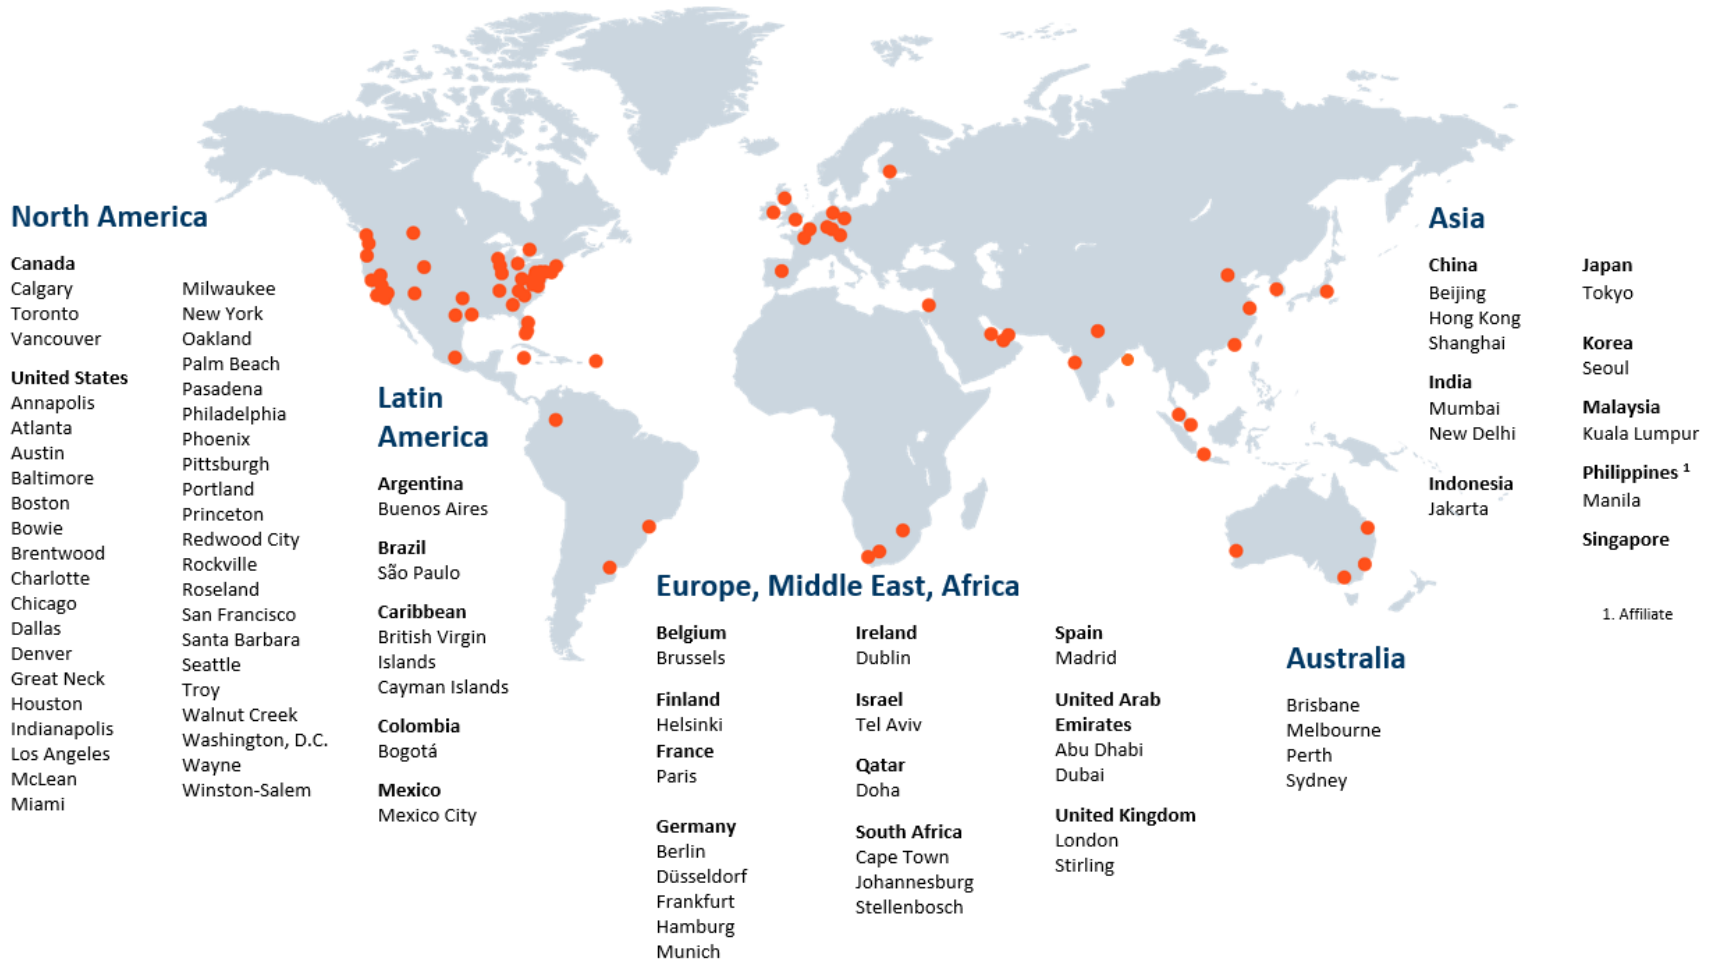 North America
Canada
Calgary
Toronto
Vancouver
United States
Annapolis
Atlanta
Austin
Baltimore
Boston
Bowie
Brentwood
Charlotte
Chicago
Dallas
Denver
Great Neck
Houston
Indianapolis
Los Angeles
McLean
Miami
Milwaukee
New York
Oakland
Palm Beach
Pasadena
Philadelphia
Phoenix
Pittsburgh
Portland
Princeton
Redwood City
Rockville
Roseland
San Francisco
Santa Barbara
Seattle
Troy
Walnut Creek
Washington, D.C.
Wayne
Winston-Salem
Latin
America
Argentina
Buenos Aires
Brazil
São Paulo
Caribbean
British Virgin
Islands
Cayman Islands
Colombia
Bogotá
Mexico
Mexico City
Europe, Middle East, Africa
Belgium
Brussels
Finland
Helsinki
France
Paris
Germany
Berlin
Düsseldorf
Frankfurt
Hamburg
Munich
Ireland
Dublin
Israel
Tel Aviv
Qatar
Doha
South Africa
Cape Town
Johannesburg
Stellenbosch
Spain
Madrid
United Arab
Emirates
Abu Dhabi
Dubai
United Kingdom
London
Stirling
Australia
Brisbane
Melbourne
Perth
Sydney
Asia
China
Beijing
Hong Kong
Shanghai
India
Mumbai
New Delhi
Indonesia
Jakarta
Japan
Tokyo
Korea
Seoul
Malaysia
Kuala Lumpur
Philippines ¹
Manila
Singapore
1. Affiliate